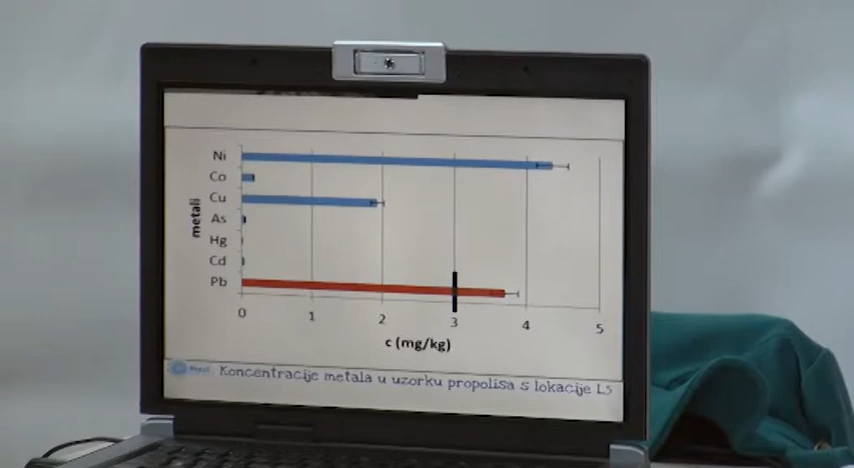 Ni
Co
Cu
As
Hg
Cd
Pb
metali
0 1 2 3 4 5
c (mg/kg)
Koncentracije metala u uzorku propolisa s lokacije L5